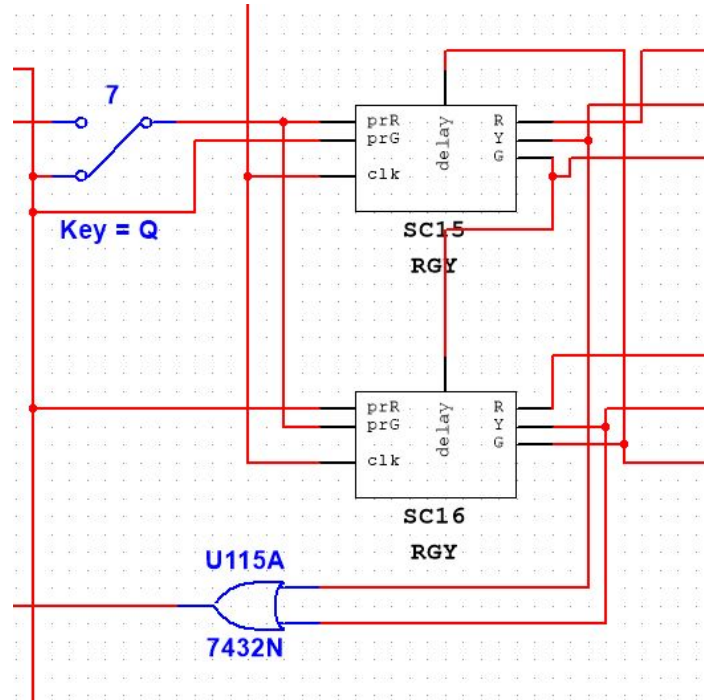 7
Key = Q
prR
prG
clk
delay
R
Y
G
SC15
RGY
prR
prG
clk
delay
R
Y
G
SC16
RGY
U115A
7432N